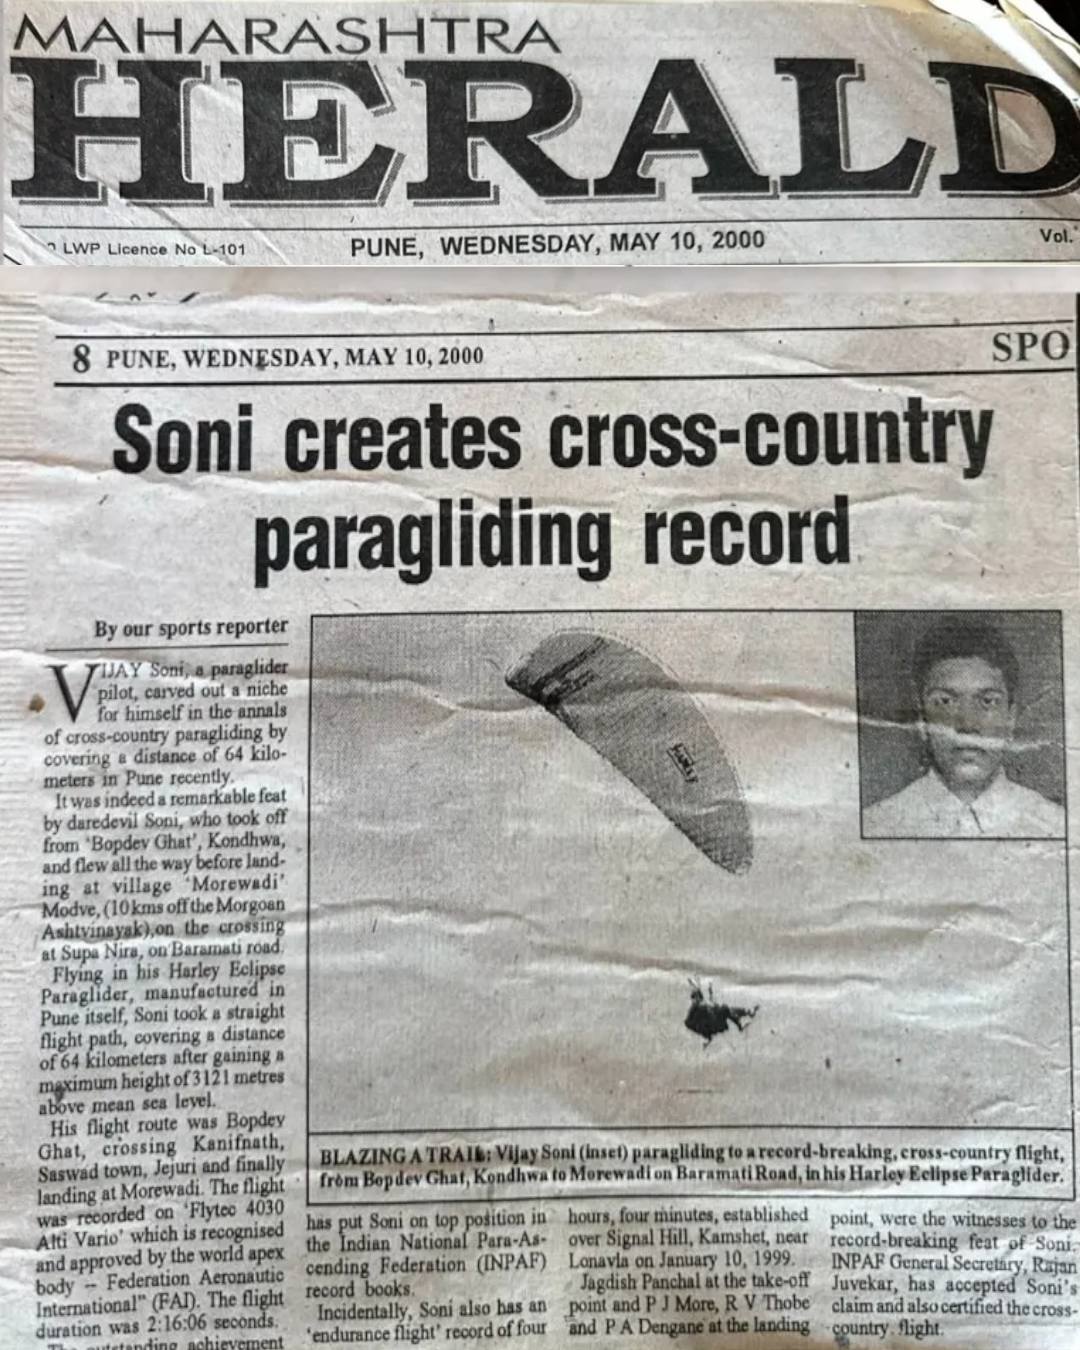 MAHARASHTRA
HERALD
LWP Licence No L-101
PUNE, WEDNESDAY, MAY 10, 2000
Vol.
8 PUNE, WEDNESDAY, MAY 10, 2000
SPO
Soni creates cross-country
paragliding record
By our sports reporter
VIJAY Soni, a paraglider
pilot, carved out a niche
for himself in the annals
of cross-country paragliding by
covering a distance of 64 kilo-
meters in Pune recently.
It was indeed a remarkable feat
by daredevil Soni, who took off
from 'Bopdev Ghat', Kondhwa,
and flew all the way before land-
ing at village 'Morewadi'
Modve, (10 kms off the Morgoan
Ashtvinayak),on the crossing
at Supa Nira, on Baramati road.
Flying in his Harley Eclipse
Paraglider, manufactured in
Pune itself, Soni took a straight
flight path, covering a distance
of 64 kilometers after gaining a
maximum height of 3121 metres
above mean sea level.
His flight route was Bopdev
Ghat, crossing Kanifnath,
Saswad town, Jejuri and finally
landing at Morewadi. The flight
was recorded on 'Flytec 4030
Alti Vario' which is recognised
and approved by the world apex
body -- Federation Aeronautic
International" (FAI). The flight
duration was 2:16:06 seconds.
The outstanding achievement
BLAZING A TRAIL: Vijay Soni (inset) paragliding to a record-breaking, cross-country flight,
from Bopdev Ghat, Kondhwa to Morewadi on Baramati Road, in his Harley Eclipse Paraglider.
has put Soni on top position in
the Indian National Para-As-
cending Federation (INPAF)
record books.
Incidentally, Soni also has an
'endurance flight' record of four
hours, four minutes, established
over Signal Hill, Kamshet, near
Lonavla on January 10, 1999.
Jagdish Panchal at the take-off
point and P J More, R V Thobe
and P A Dengane at the landing
point, were the witnesses to the
record-breaking feat of Soni.
INPAF General Secretary, Rajan
Juvekar, has accepted Soni's
claim and also certified the cross-
country flight.